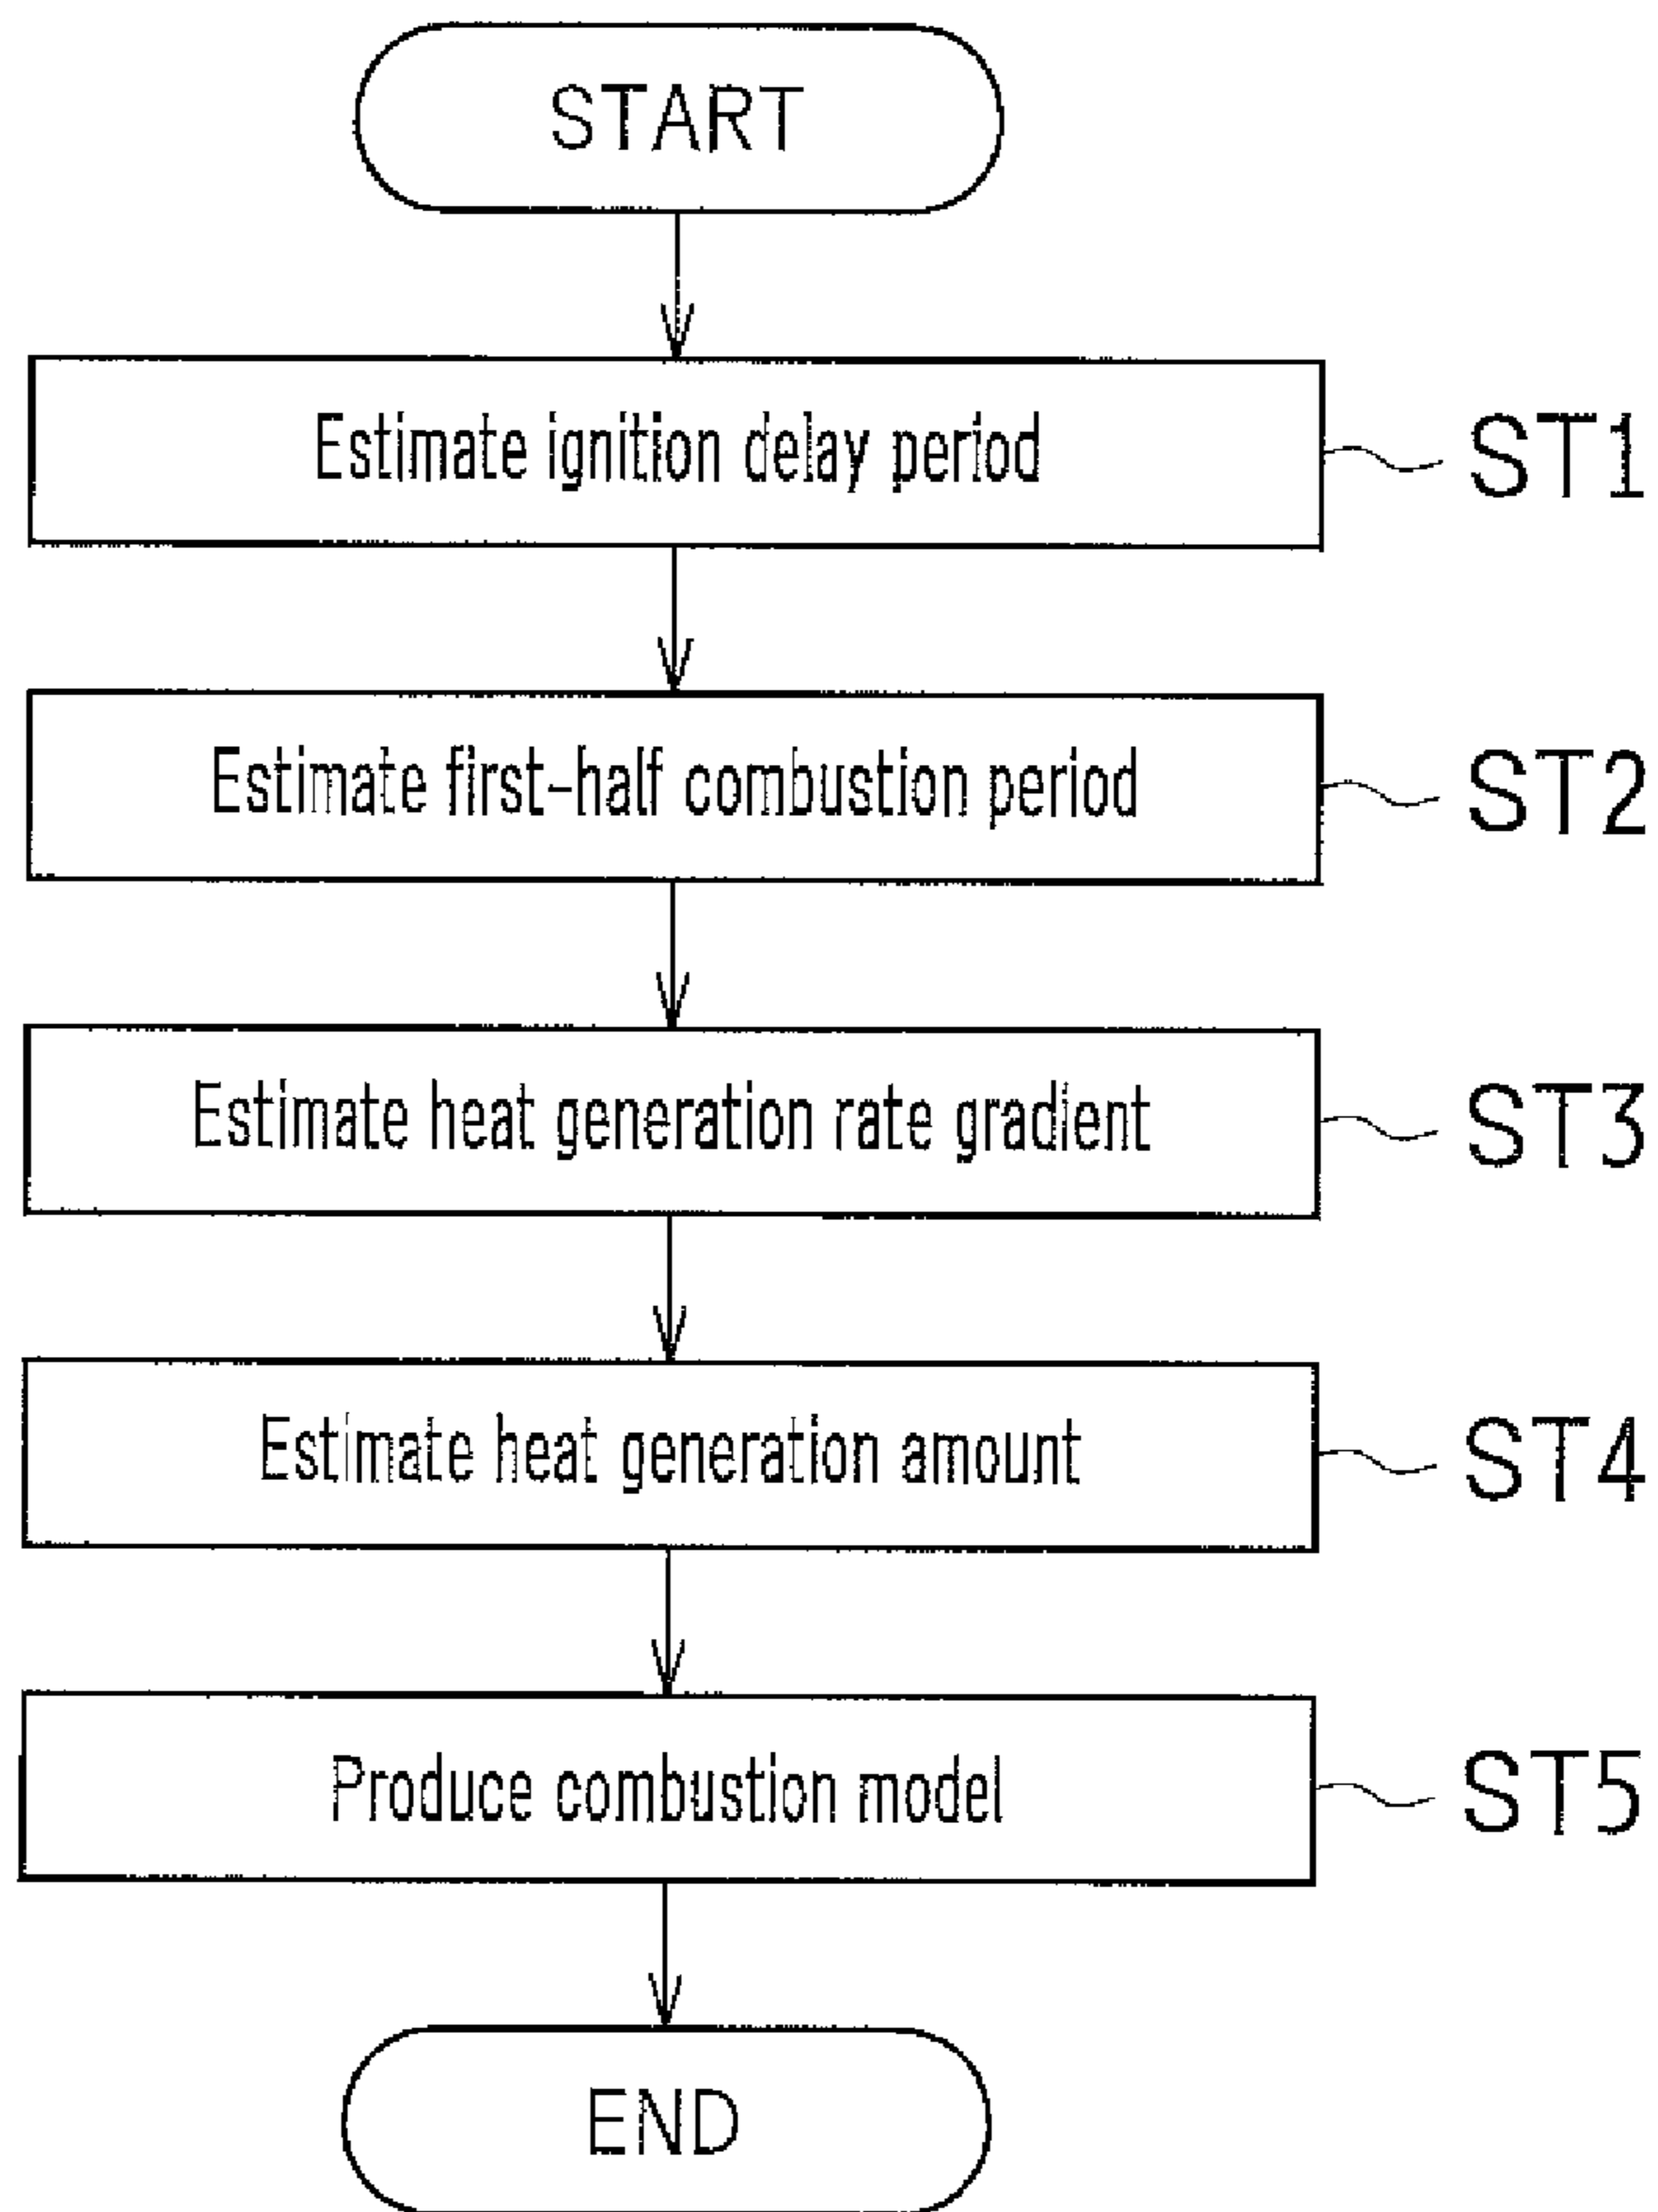 START
Estimate ignition delay period
ST1
Estimate first-half combustion period
ST2
Estimate heat generation rate gradient
ST3
Estimate heat generation amount
ST4
Produce combustion model
ST5
END